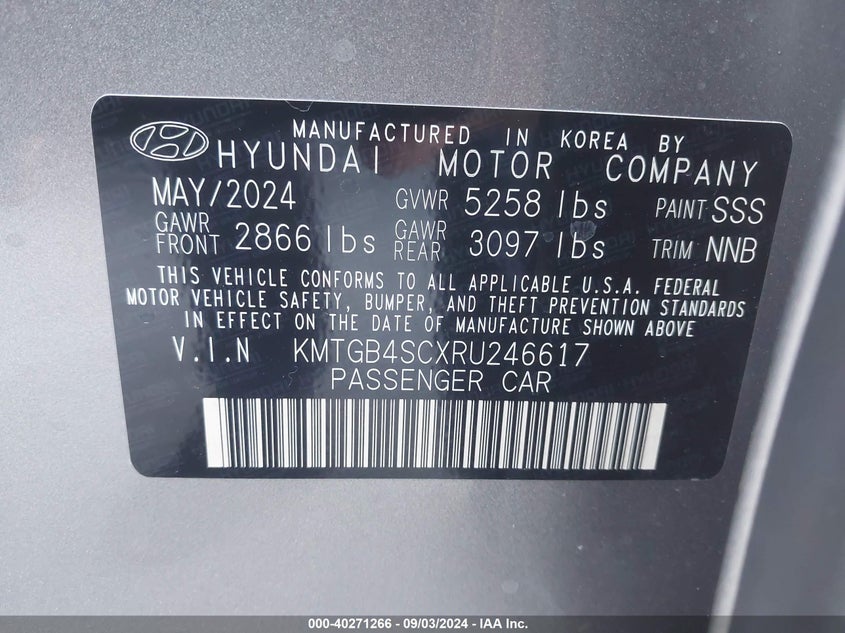 MANUFACTURED IN KOREA BY
HYUNDAI MOTOR COMPANY
MAY/2024 GVWR 5258 lbs PAINT SSS
GAWR FRONT 2866 lbs GAWR REAR 3097 lbs TRIM NNB
THIS VEHICLE CONFORMS TO ALL APPLICABLE U.S.A. FEDERAL
MOTOR VEHICLE SAFETY, BUMPER, AND THEFT PREVENTION STANDARDS
IN EFFECT ON THE DATE OF MANUFACTURE SHOWN ABOVE
V.I.N KMTGB4SCXRU246617
PASSENGER CAR
000-40271266 - 09/03/2024 - IAA Inc.